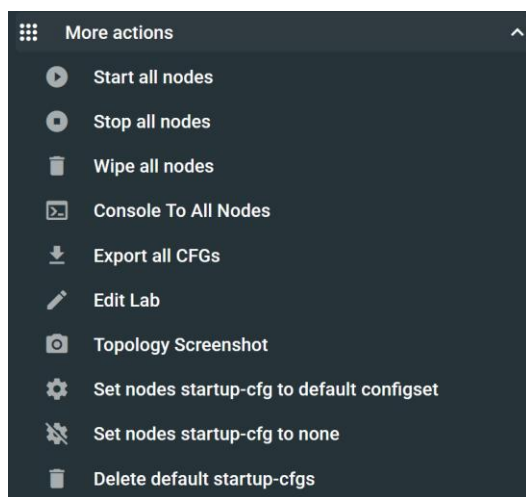 More actions
Start all nodes
Stop all nodes
Wipe all nodes
Console To All Nodes
Export all CFGs
Edit Lab
Topology Screenshot
Set nodes startup-cfg to default configset
Set nodes startup-cfg to none
Delete default startup-cfgs